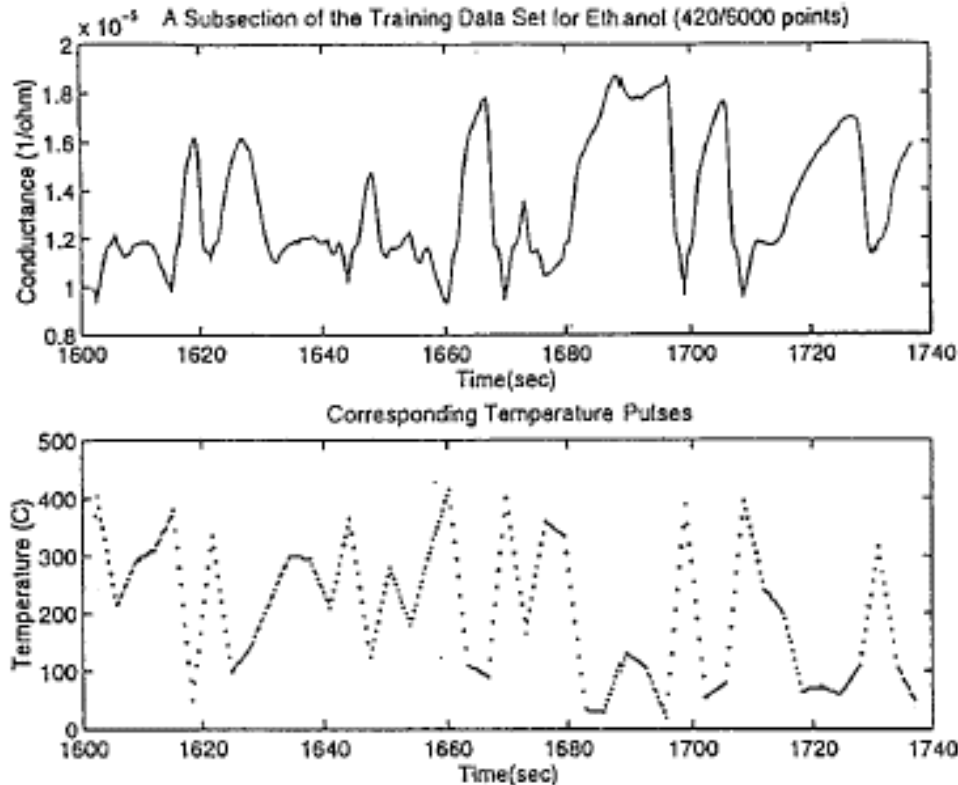 A Subsection of the Training Data Set for Ethanol (420/6000 points)
x 10⁻⁵
2
1.8
1.6
1.4
1.2
1
0.8
Conductance (1/ohm)
1600 1620 1640 1660 1680 1700 1720 1740
Time(sec)
Corresponding Temperature Pulses
500
400
300
200
100
0
Temperature (C)
1600 1620 1640 1660 1680 1700 1720 1740
Time(sec)